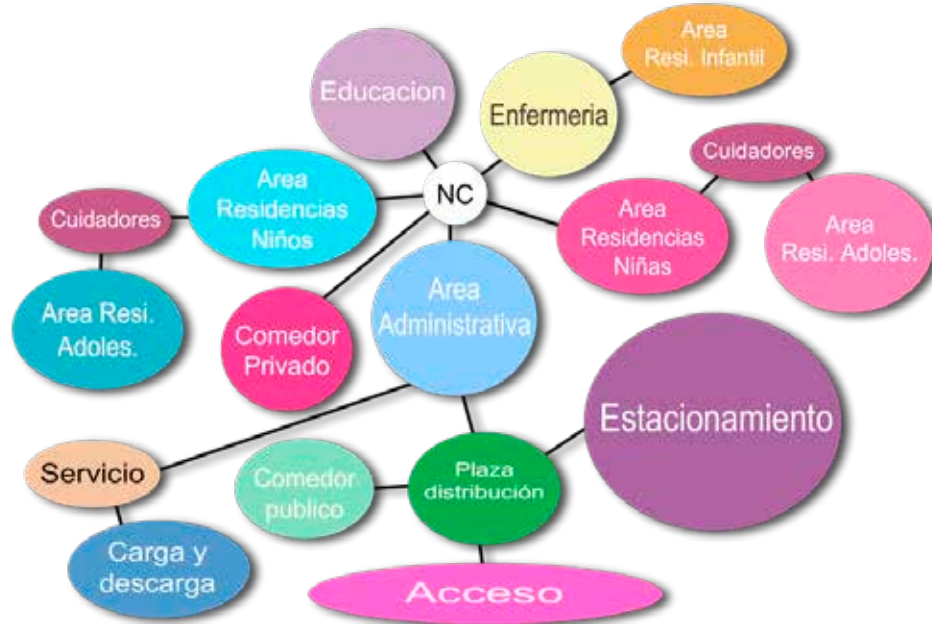 Area
Resi. Infantil
Educacion
Enfermeria
Cuidadores
Area
Residencias
Niños
NC
Area
Residencias
Niñas
Area
Resi. Adoles.
Cuidadores
Area Resi.
Adoles.
Comedor
Privado
Area
Administrativa
Estacionamiento
Servicio
Comedor
publico
Plaza
distribución
Carga y
descarga
Acceso